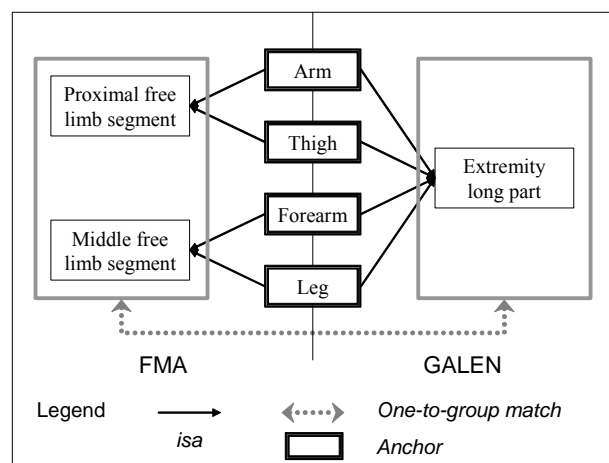 Arm
Proximal free
limb segment
Thigh
Extremity
long part
Forearm
Middle free
limb segment
Leg
FMA
GALEN
Legend
isa
One-to-group match
Anchor